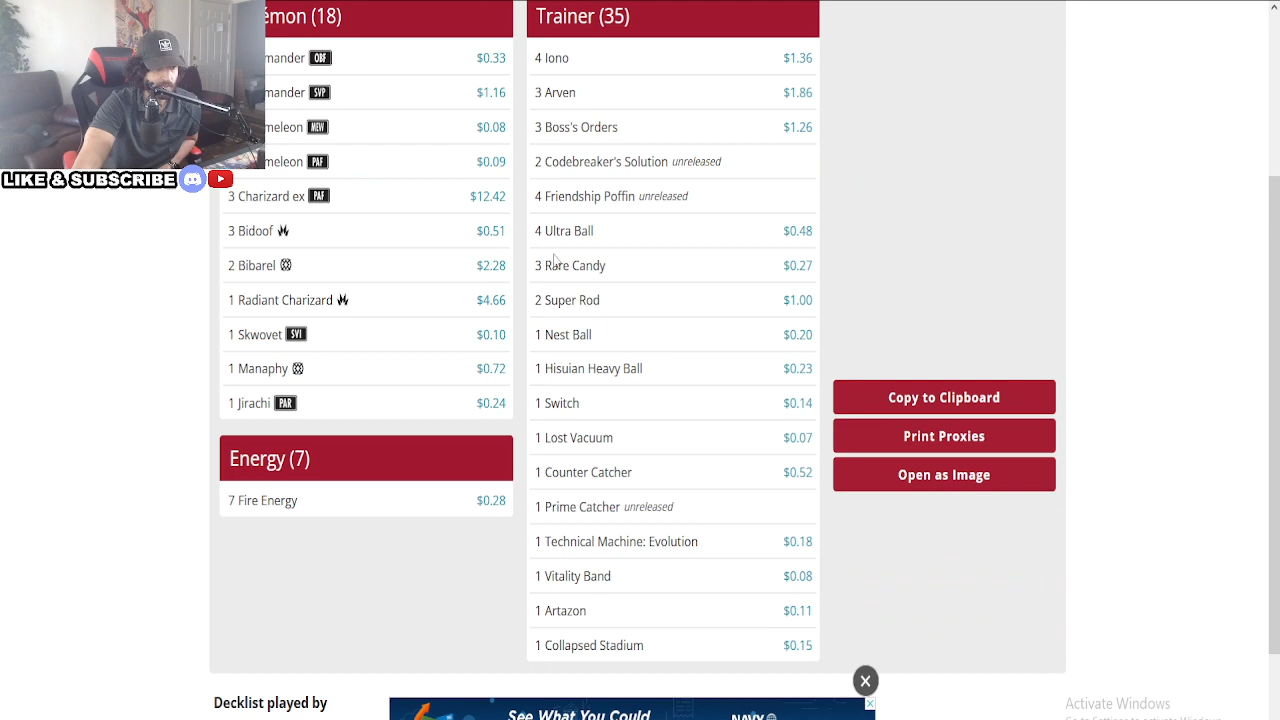 émon (18)
mander OBF $0.33
mander SVP $1.16
meleon MEW $0.08
meleon PAF $0.09
3 Charizard ex PAF $12.42
3 Bidoof $0.51
2 Bibarel $2.28
1 Radiant Charizard $4.66
1 Skwovet SVI $0.10
1 Manaphy $0.72
1 Jirachi PAR $0.24
Energy (7)
7 Fire Energy $0.28
LIKE & SUBSCRIBE
Trainer (35)
4 Iono $1.36
3 Arven $1.86
3 Boss's Orders $1.26
2 Codebreaker's Solution unreleased
4 Friendship Poffin unreleased
4 Ultra Ball $0.48
3 Rare Candy $0.27
2 Super Rod $1.00
1 Nest Ball $0.20
1 Hisuian Heavy Ball $0.23
1 Switch $0.14
1 Lost Vacuum $0.07
1 Counter Catcher $0.52
1 Prime Catcher unreleased
1 Technical Machine: Evolution $0.18
1 Vitality Band $0.08
1 Artazon $0.11
1 Collapsed Stadium $0.15
Copy to Clipboard
Print Proxies
Open as Image
Decklist played by
See What You Could
NAVY
Activate Windows